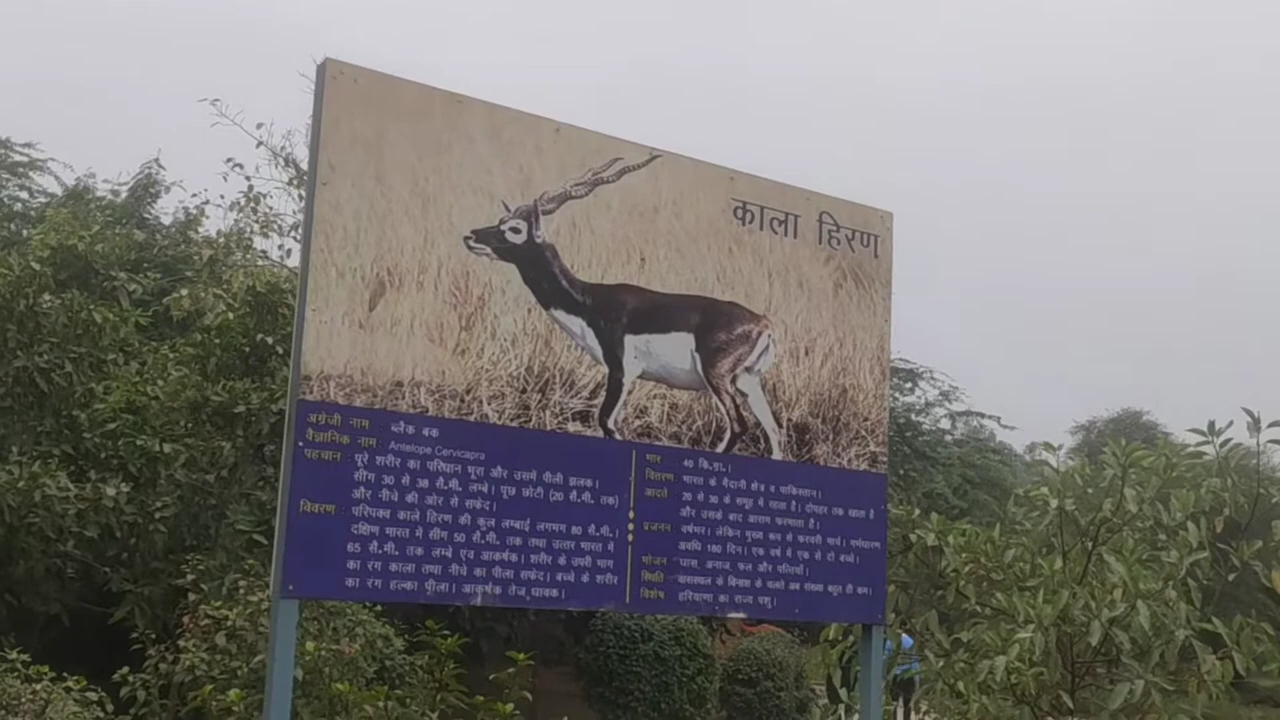 काला हिरण
अग्रेजी नाम : ब्लैक बक
वैज्ञानिक नाम : Antelope Cervicapra
पहचान : पूरे शरीर का परिधान भूरा और उसमें पीली झलक।
सींग 30 से 38 सै.मी. लम्बे। पूछ छोटी (20 सै.मी. तक)
और नीचे की ओर से सफेद।
विवरण : परिपक्व काले हिरण की कुल लम्बाई लगभग 80 सै.मी.।
दक्षिण भारत में सींग 50 सै.मी. तक तथा उत्तर भारत में
65 सै.मी. तक लम्बे एंव आकर्षक। शरीर के उपरी भाग
का रंग काला तथा नीचे का पीला सफेद। बच्चे के शरीर
का रंग हल्का पीला। आकर्षक तेज धावक।
भार : 40 कि.ग्रा.।
वितरण : भारत के मैदानी क्षेत्र व पाकिस्तान।
आदतें : 20 से 30 के समूह में रहता है। दोपहर तक खाता है
और उसके बाद आराम फरमाता है।
प्रजनन : वर्षभर। लेकिन मुख्य रूप से फरवरी मार्च। गर्भधारण
अवधि 180 दिन। एक वर्ष में एक से दो बच्चे।
भोजन : घास, अनाज, फल और पत्तियाँ।
स्थिति : वासस्थल के विनाश के चलते अब संख्या बहुत ही कम।
विशेष : हरियाणा का राज्य पशु।